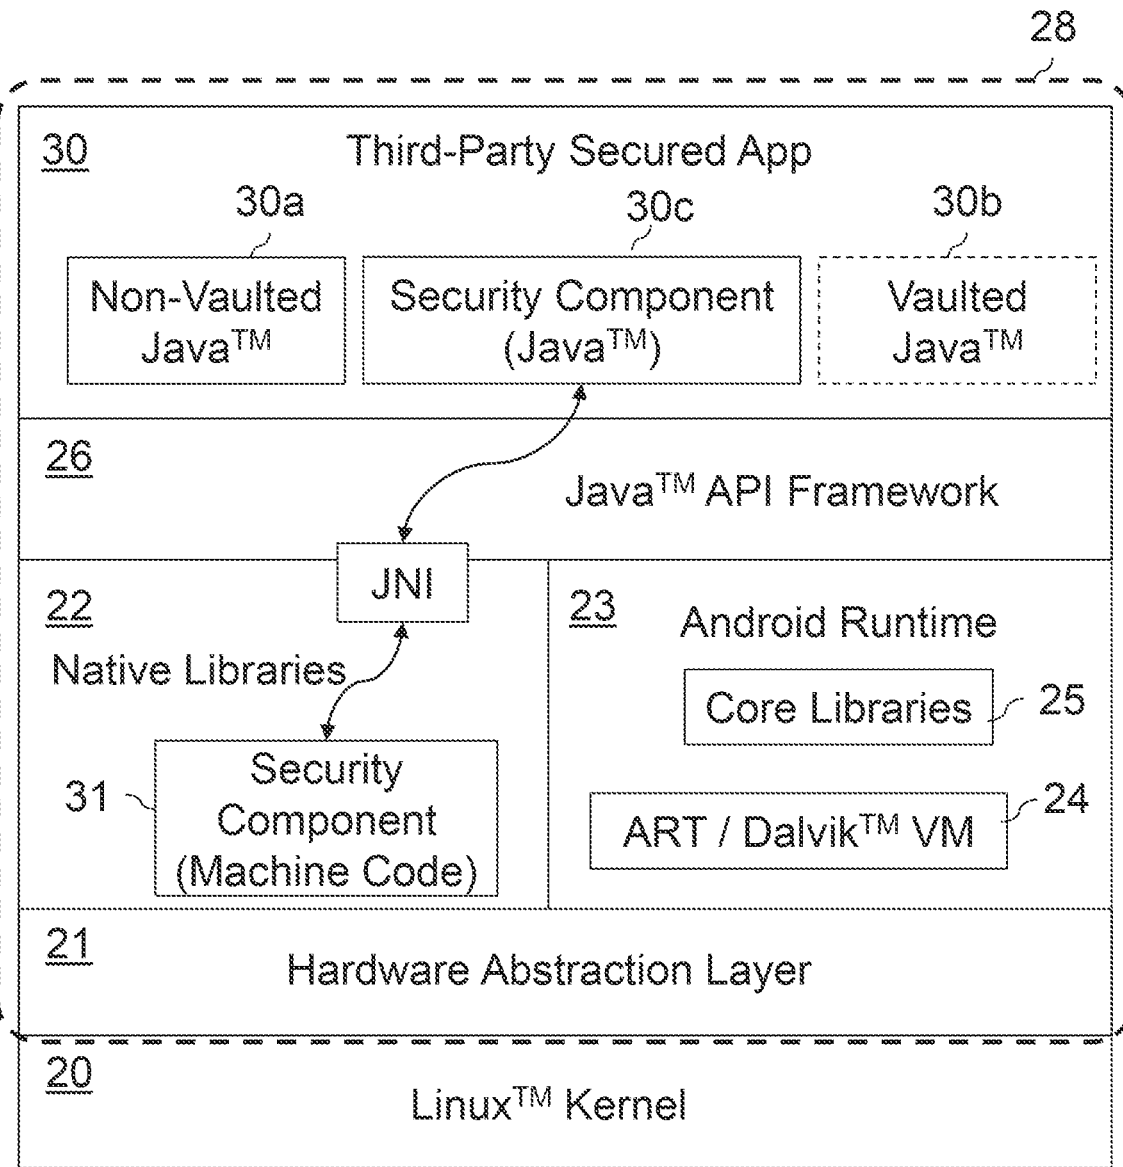 28
30
Third-Party Secured App
30a
30c
30b
Non-Vaulted
Java™
Security Component
(Java™)
Vaulted
Java™
26
Java™ API Framework
JNI
22
Native Libraries
23
Android Runtime
Core Libraries
25
31
Security
Component
(Machine Code)
24
ART / Dalvik™ VM
21
Hardware Abstraction Layer
20
Linux™ Kernel